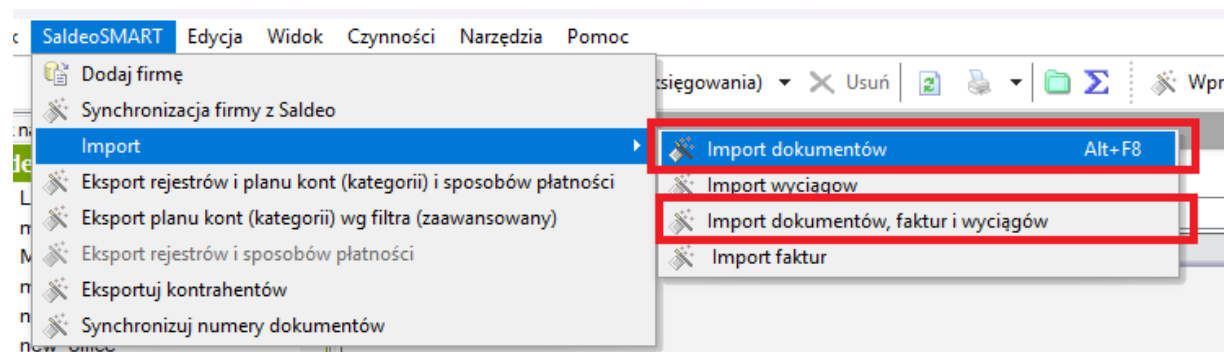 SaldeoSMART Edycja Widok Czynności Narzędzia Pomoc
Dodaj firmę
księgowania) Usuń
Synchronizacja firmy z Saldeo
Import
Import dokumentów Alt+F8
Eksport rejestrów i planu kont (kategorii) i sposobów płatności
Import wyciągow
Eksport planu kont (kategorii) wg filtra (zaawansowany)
Import dokumentów, faktur i wyciągów
Eksport rejestrów i sposobów płatności
Import faktur
Eksportuj kontrahentów
Synchronizuj numery dokumentów